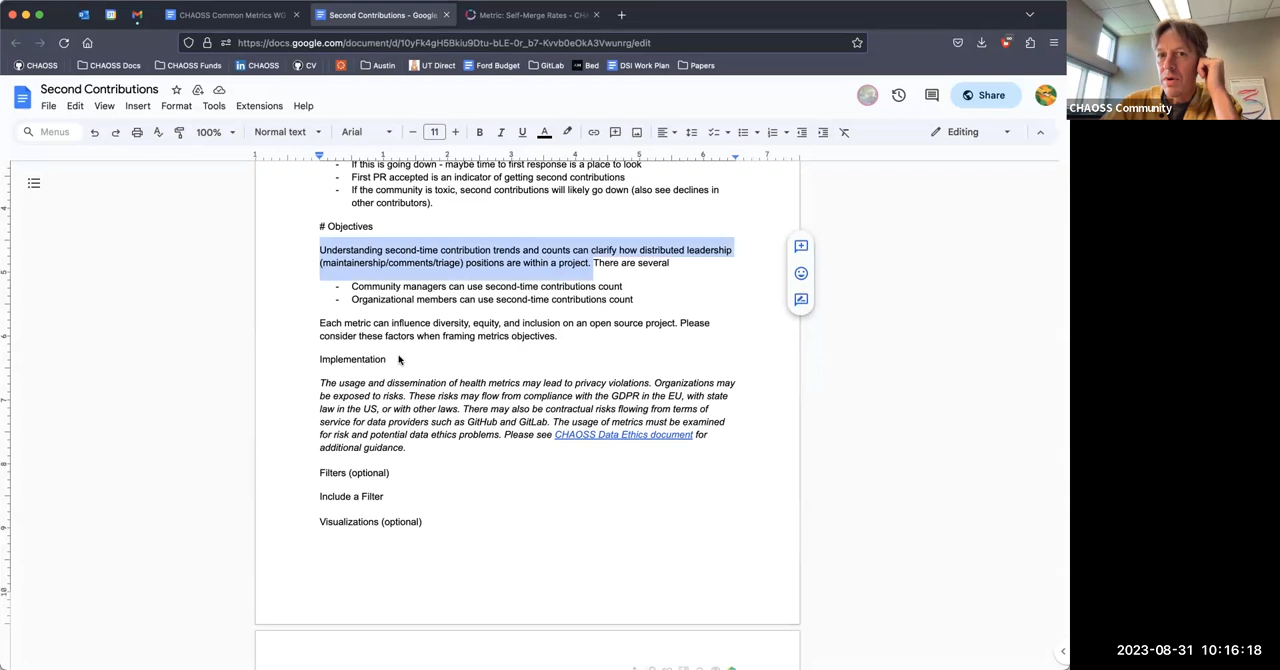 CHAOSS Common Metrics WG
Second Contributions - Google
Metric: Self-Merge Rates - CHA
https://docs.google.com/document/d/10yFk4gH5Bkiu9Dtu-bLE-0r_b7-Kvvb0eOkA3Vwunrg/edit
CHAOSS
CHAOSS Docs
CHAOSS Funds
CHAOSS
CV
Austin
UT Direct
Ford Budget
GitLab
Bed
DSI Work Plan
Papers
Second Contributions
File Edit View Insert Format Tools Extensions Help
Share
Menus
100%
Normal text
Arial
11
Editing
1 1 2 3 4 5 6 7
- If this is going down - maybe time to first response is a place to look
- First PR accepted is an indicator of getting second contributions
- If the community is toxic, second contributions will likely go down (also see declines in
other contributors).
# Objectives
Understanding second-time contribution trends and counts can clarify how distributed leadership
(maintainership/comments/triage) positions are within a project. There are several
- Community managers can use second-time contributions count
- Organizational members can use second-time contributions count
Each metric can influence diversity, equity, and inclusion on an open source project. Please
consider these factors when framing metrics objectives.
Implementation
The usage and dissemination of health metrics may lead to privacy violations. Organizations may
be exposed to risks. These risks may flow from compliance with the GDPR in the EU, with state
law in the US, or with other laws. There may also be contractual risks flowing from terms of
service for data providers such as GitHub and GitLab. The usage of metrics must be examined
for risk and potential data ethics problems. Please see CHAOSS Data Ethics document for
additional guidance.
Filters (optional)
Include a Filter
Visualizations (optional)
CHAOSS Community
2023-08-31 10:16:18